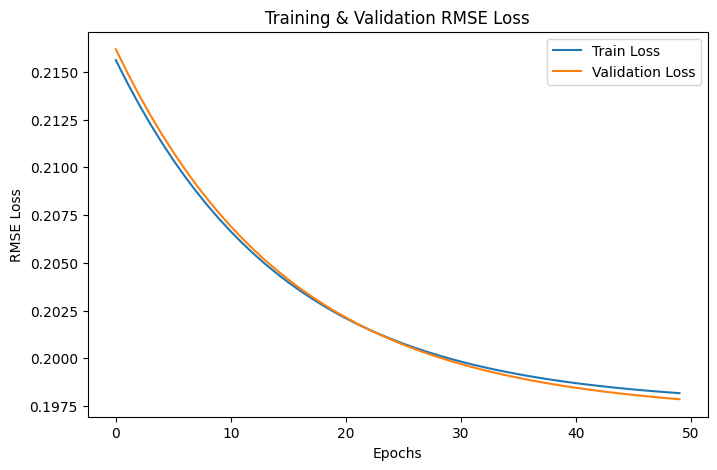 Training & Validation RMSE Loss
Train Loss
Validation Loss
RMSE Loss
0.2150
0.2125
0.2100
0.2075
0.2050
0.2025
0.2000
0.1975
0
10
20
30
40
50
Epochs